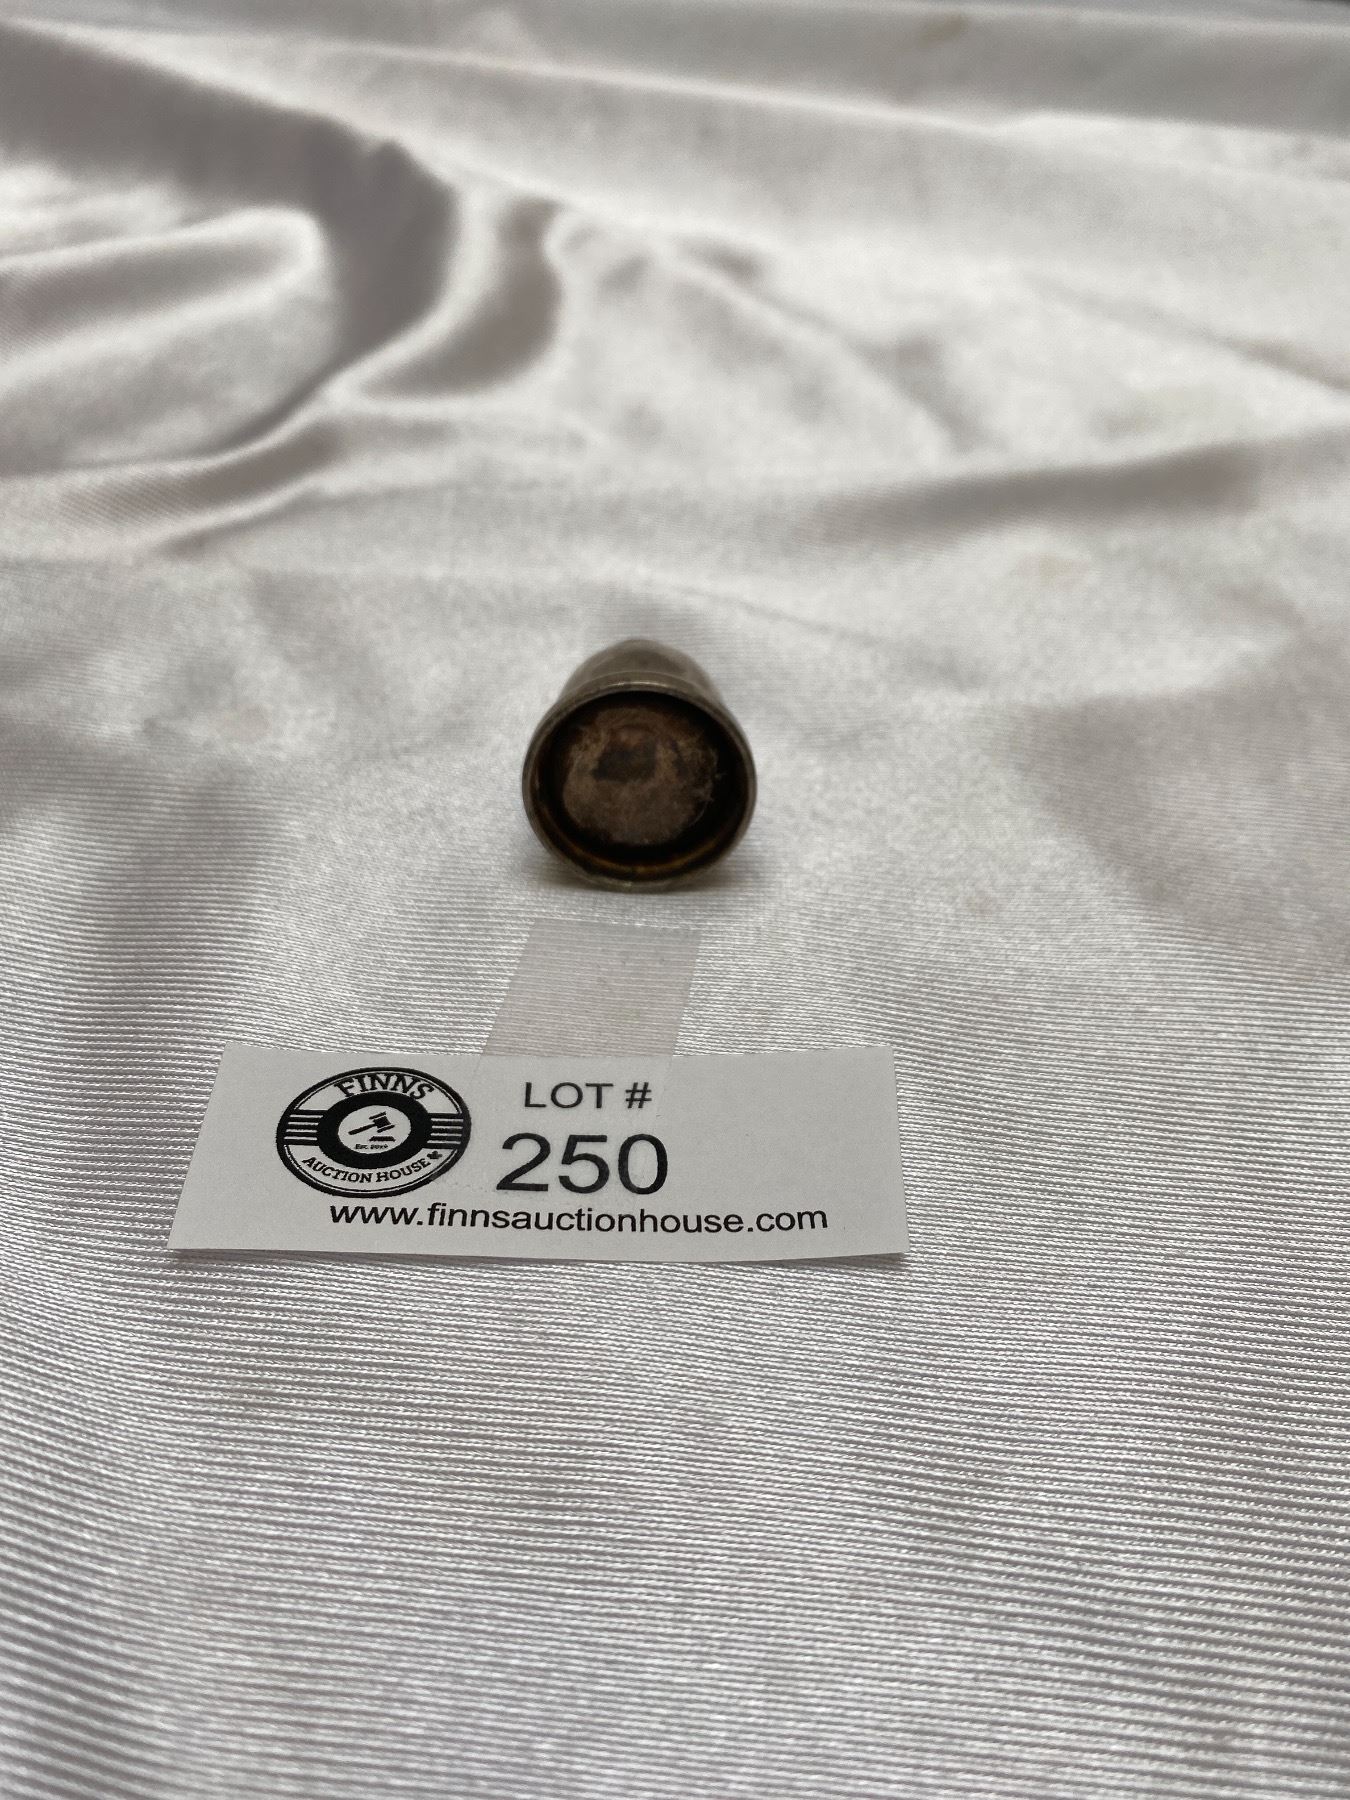 FINNS
AUCTION HOUSE
LOT #
250
www.finnsauctionhouse.com